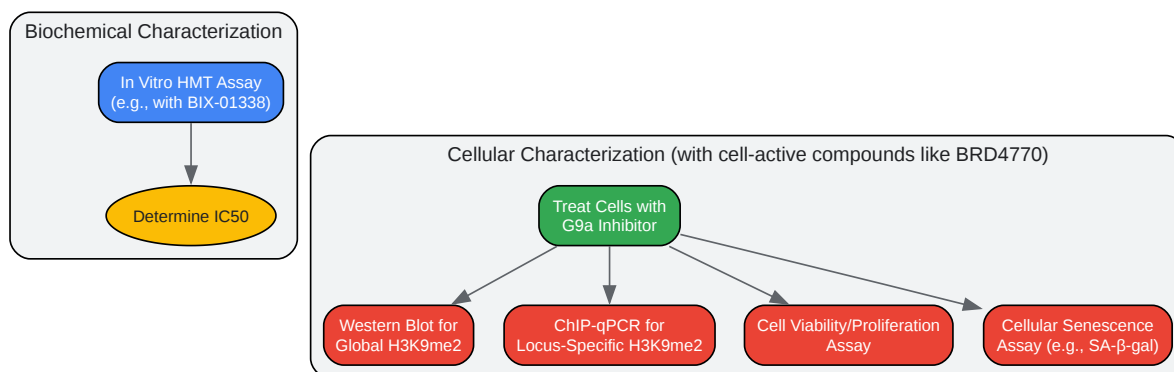 Biochemical Characterization
In Vitro HMT Assay
(e.g., with BIX-01338)
Determine IC50
Cellular Characterization (with cell-active compounds like BRD4770)
Treat Cells with
G9a Inhibitor
Western Blot for
Global H3K9me2
ChIP-qPCR for
Locus-Specific H3K9me2
Cell Viability/Proliferation
Assay
Cellular Senescence
Assay (e.g., SA-β-gal)